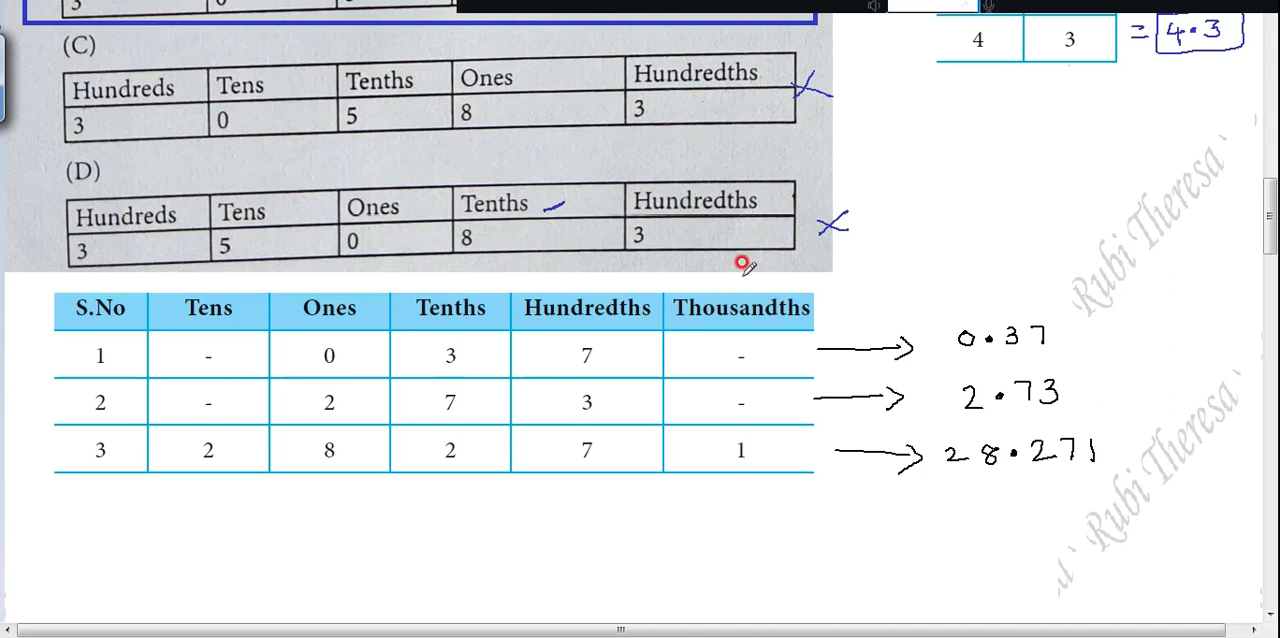 3 0
4 3 = 4.3
(C)
Hundreds Tens Tenths Ones Hundredths
3 0 5 8 3
(D)
Hundreds Tens Ones Tenths Hundredths
3 5 0 8 3
S.No Tens Ones Tenths Hundredths Thousandths
1 - 0 3 7 - 0.37
2 - 2 7 3 - 2.73
3 2 8 2 7 1 28.271
Rubi Theresa
Rubi Theresa